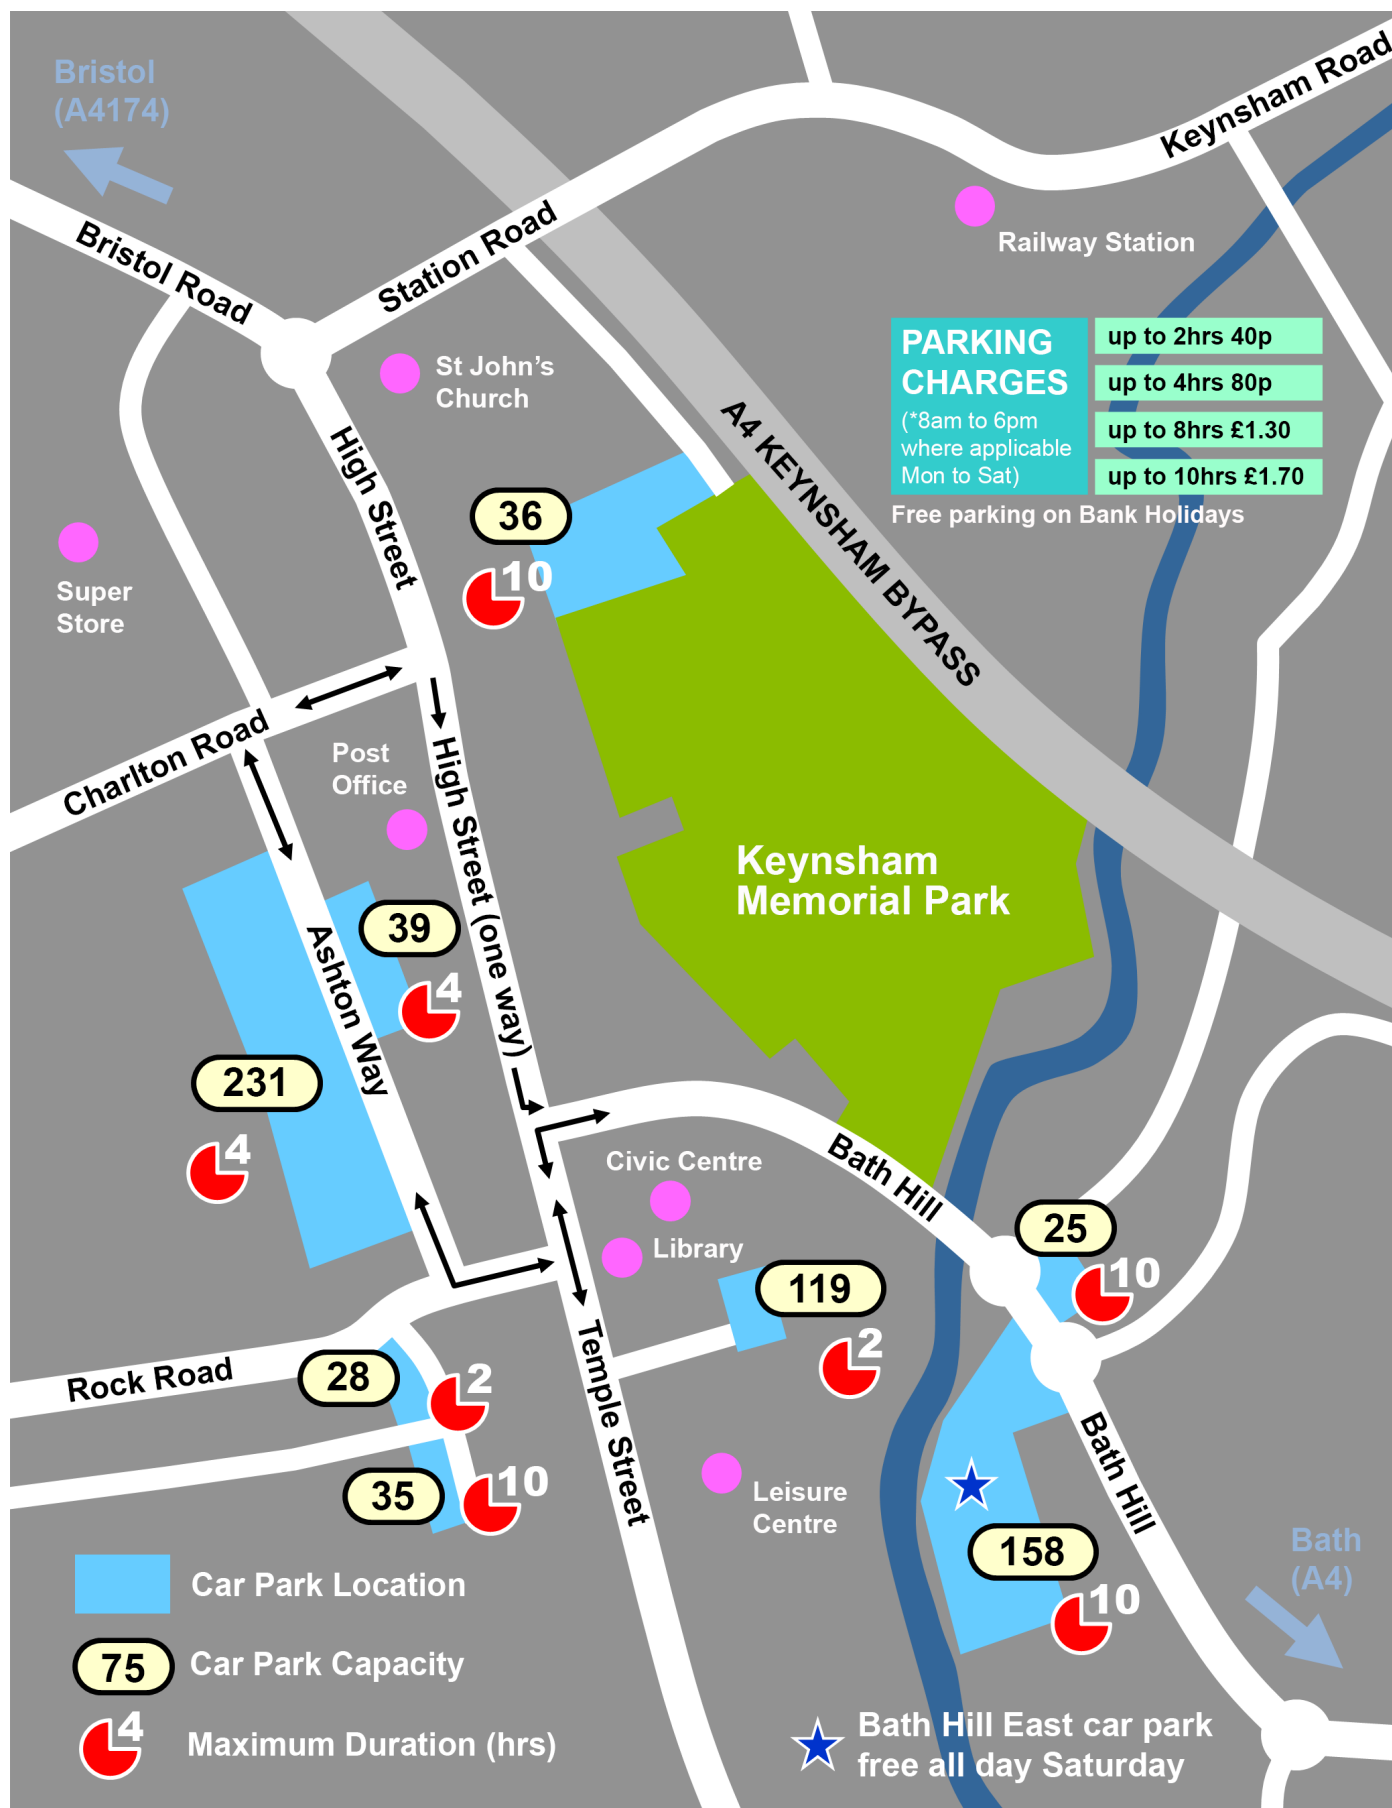 Bristol
(A4174)
Keynsham Road
Bristol Road
Station Road
Railway Station
PARKING
CHARGES
(*8am to 6pm
where applicable
Mon to Sat)
up to 2hrs 40p
up to 4hrs 80p
up to 8hrs £1.30
up to 10hrs £1.70
Free parking on Bank Holidays
St John’s
Church
High Street
A4 KEYNSHAM BYPASS
36
10
Super
Store
Charlton Road
Post
Office
High Street (one way)
Keynsham
Memorial Park
39
4
Ashton Way
231
4
Civic Centre
Library
Bath Hill
25
10
119
2
Rock Road
28
2
35
10
Temple Street
Leisure
Centre
Bath Hill
158
10
Bath
(A4)
Car Park Location
75
Car Park Capacity
4
Maximum Duration (hrs)
Bath Hill East car park
free all day Saturday